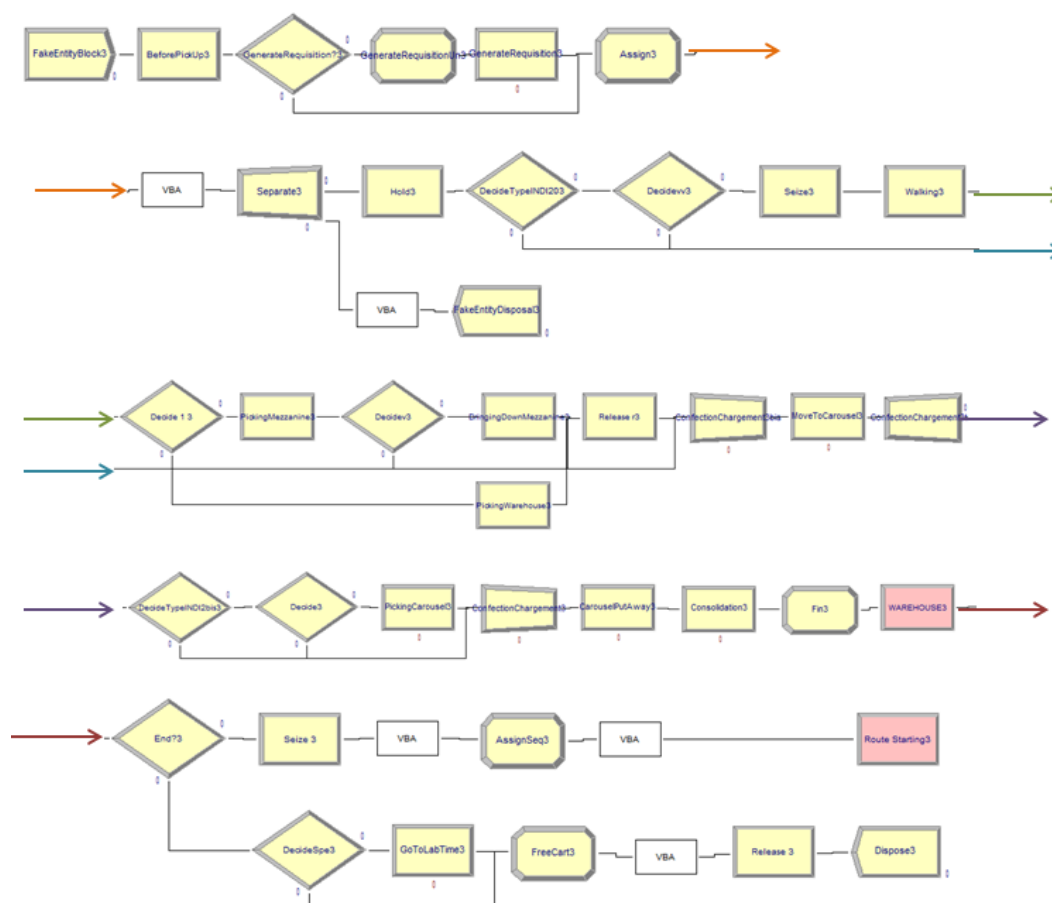 FakeEntityBlock3
BeforePickUp3
GenerateRequisition?3
GenerateRequisitionUn3
GenerateRequisition3
Assign3
VBA
Separate3
Hold3
DecideTypeINDI203
Decidevv3
Seize3
Walking3
VBA
FakeEntityDisposal3
Decide 1 3
PickingMezzanine3
Decidev3
BringingDownMezzanine3
Release r3
ConfectionChargement3bis
MoveToCarousel3
PickingWarehouse3
DecideTypeINDI2bis3
Decide3
PickingCarousel3
ConfectionChargement3
CarouselPutAway3
Consolidation3
Fin3
WAREHOUSE3
End?3
Seize 3
VBA
AssignSeq3
VBA
Route Starting3
DecideSpe3
GoToLabTime3
FreeCart3
VBA
Release 3
Dispose3